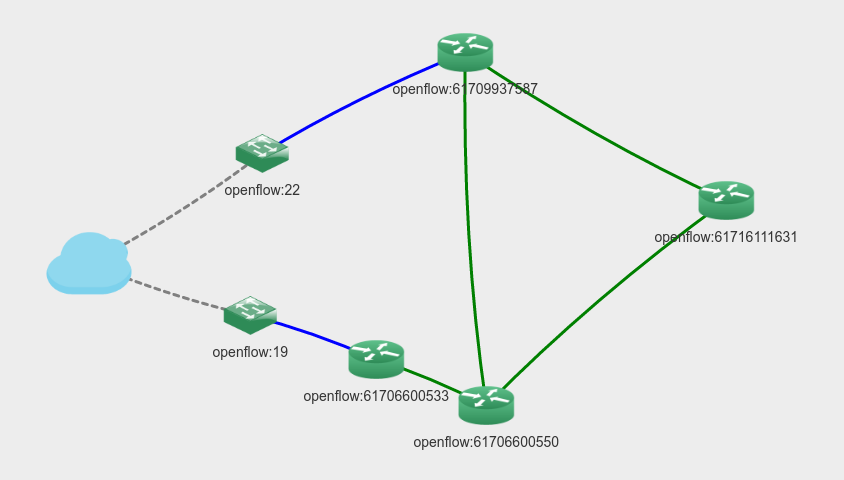 openflow:61709937587
openflow:22
openflow:61716111631
openflow:19
openflow:61706600533
openflow:61706600550